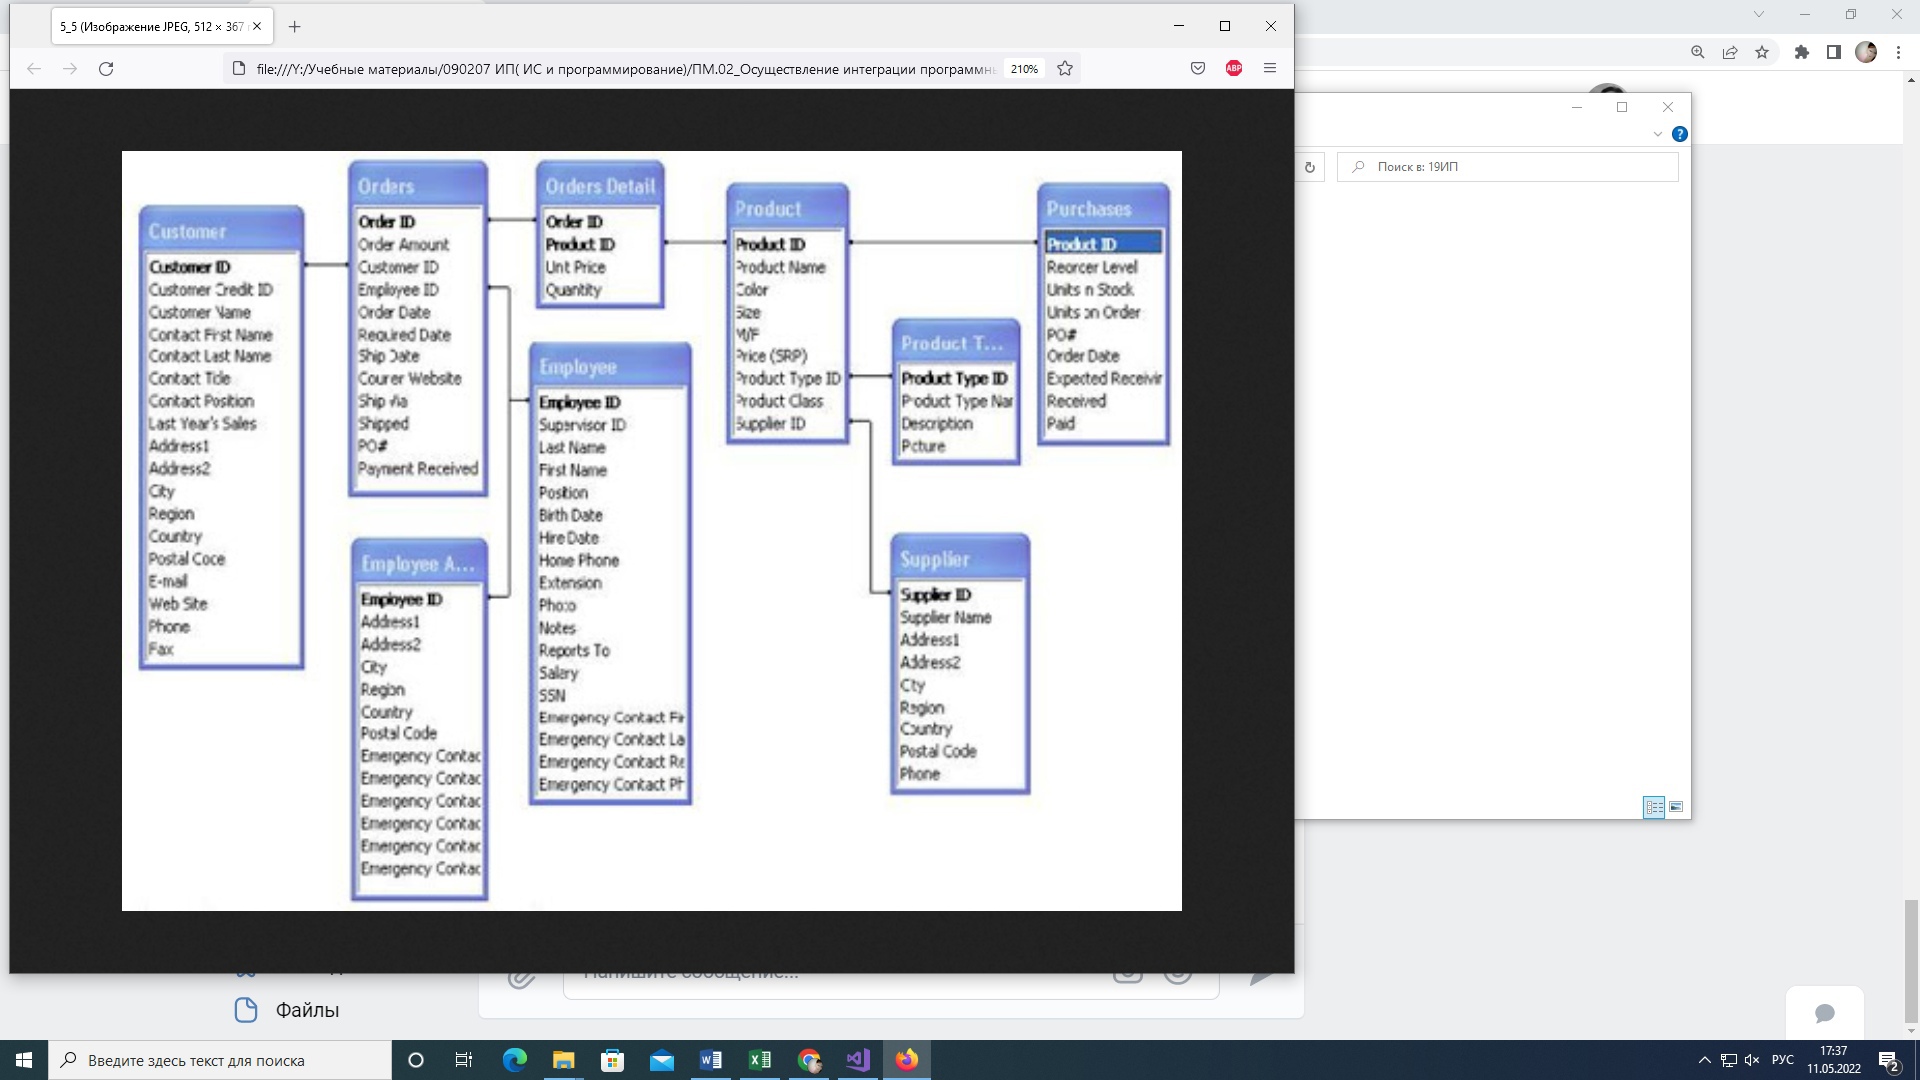 5_5 (Изображение JPEG, 512 × 367
file:///Y:/Учебные материалы/090207 ИП( ИС и программирование)/ПМ.02_Осуществление интеграции программн
210%
ABP
Поиск в: 19ИП
Customer
Customer ID
Customer Credit ID
Customer Name
Contact First Name
Contact Last Name
Contact Title
Contact Position
Last Year's Sales
Address1
Address2
City
Region
Country
Postal Code
E-mail
Web Site
Phone
Fax
Orders
Order ID
Order Amount
Customer ID
Employee ID
Order Date
Required Date
Ship Date
Courier Website
Ship Via
Shipped
PO#
Payment Received
Employee A...
Employee ID
Address1
Address2
City
Region
Country
Postal Code
Emergency Contac
Emergency Contac
Emergency Contac
Emergency Contac
Emergency Contac
Emergency Contac
Orders Detail
Order ID
Product ID
Unit Price
Quantity
Employee
Employee ID
Supervisor ID
Last Name
First Name
Position
Birth Date
Hire Date
Home Phone
Extension
Photo
Notes
Reports To
Salary
SSN
Emergency Contact Fir
Emergency Contact La
Emergency Contact Re
Emergency Contact Ph
Product
Product ID
Product Name
Color
Size
M/F
Price (SRP)
Product Type ID
Product Class
Supplier ID
Product T...
Product Type ID
Product Type Nam
Description
Picture
Supplier
Supplier ID
Supplier Name
Address1
Address2
City
Region
Country
Postal Code
Phone
Purchases
Product ID
Reorder Level
Units in Stock
Units on Order
PO#
Order Date
Expected Receivin
Received
Paid
Напишите сообщение...
Файлы
Введите здесь текст для поиска
РУС
17:37
11.05.2022
2